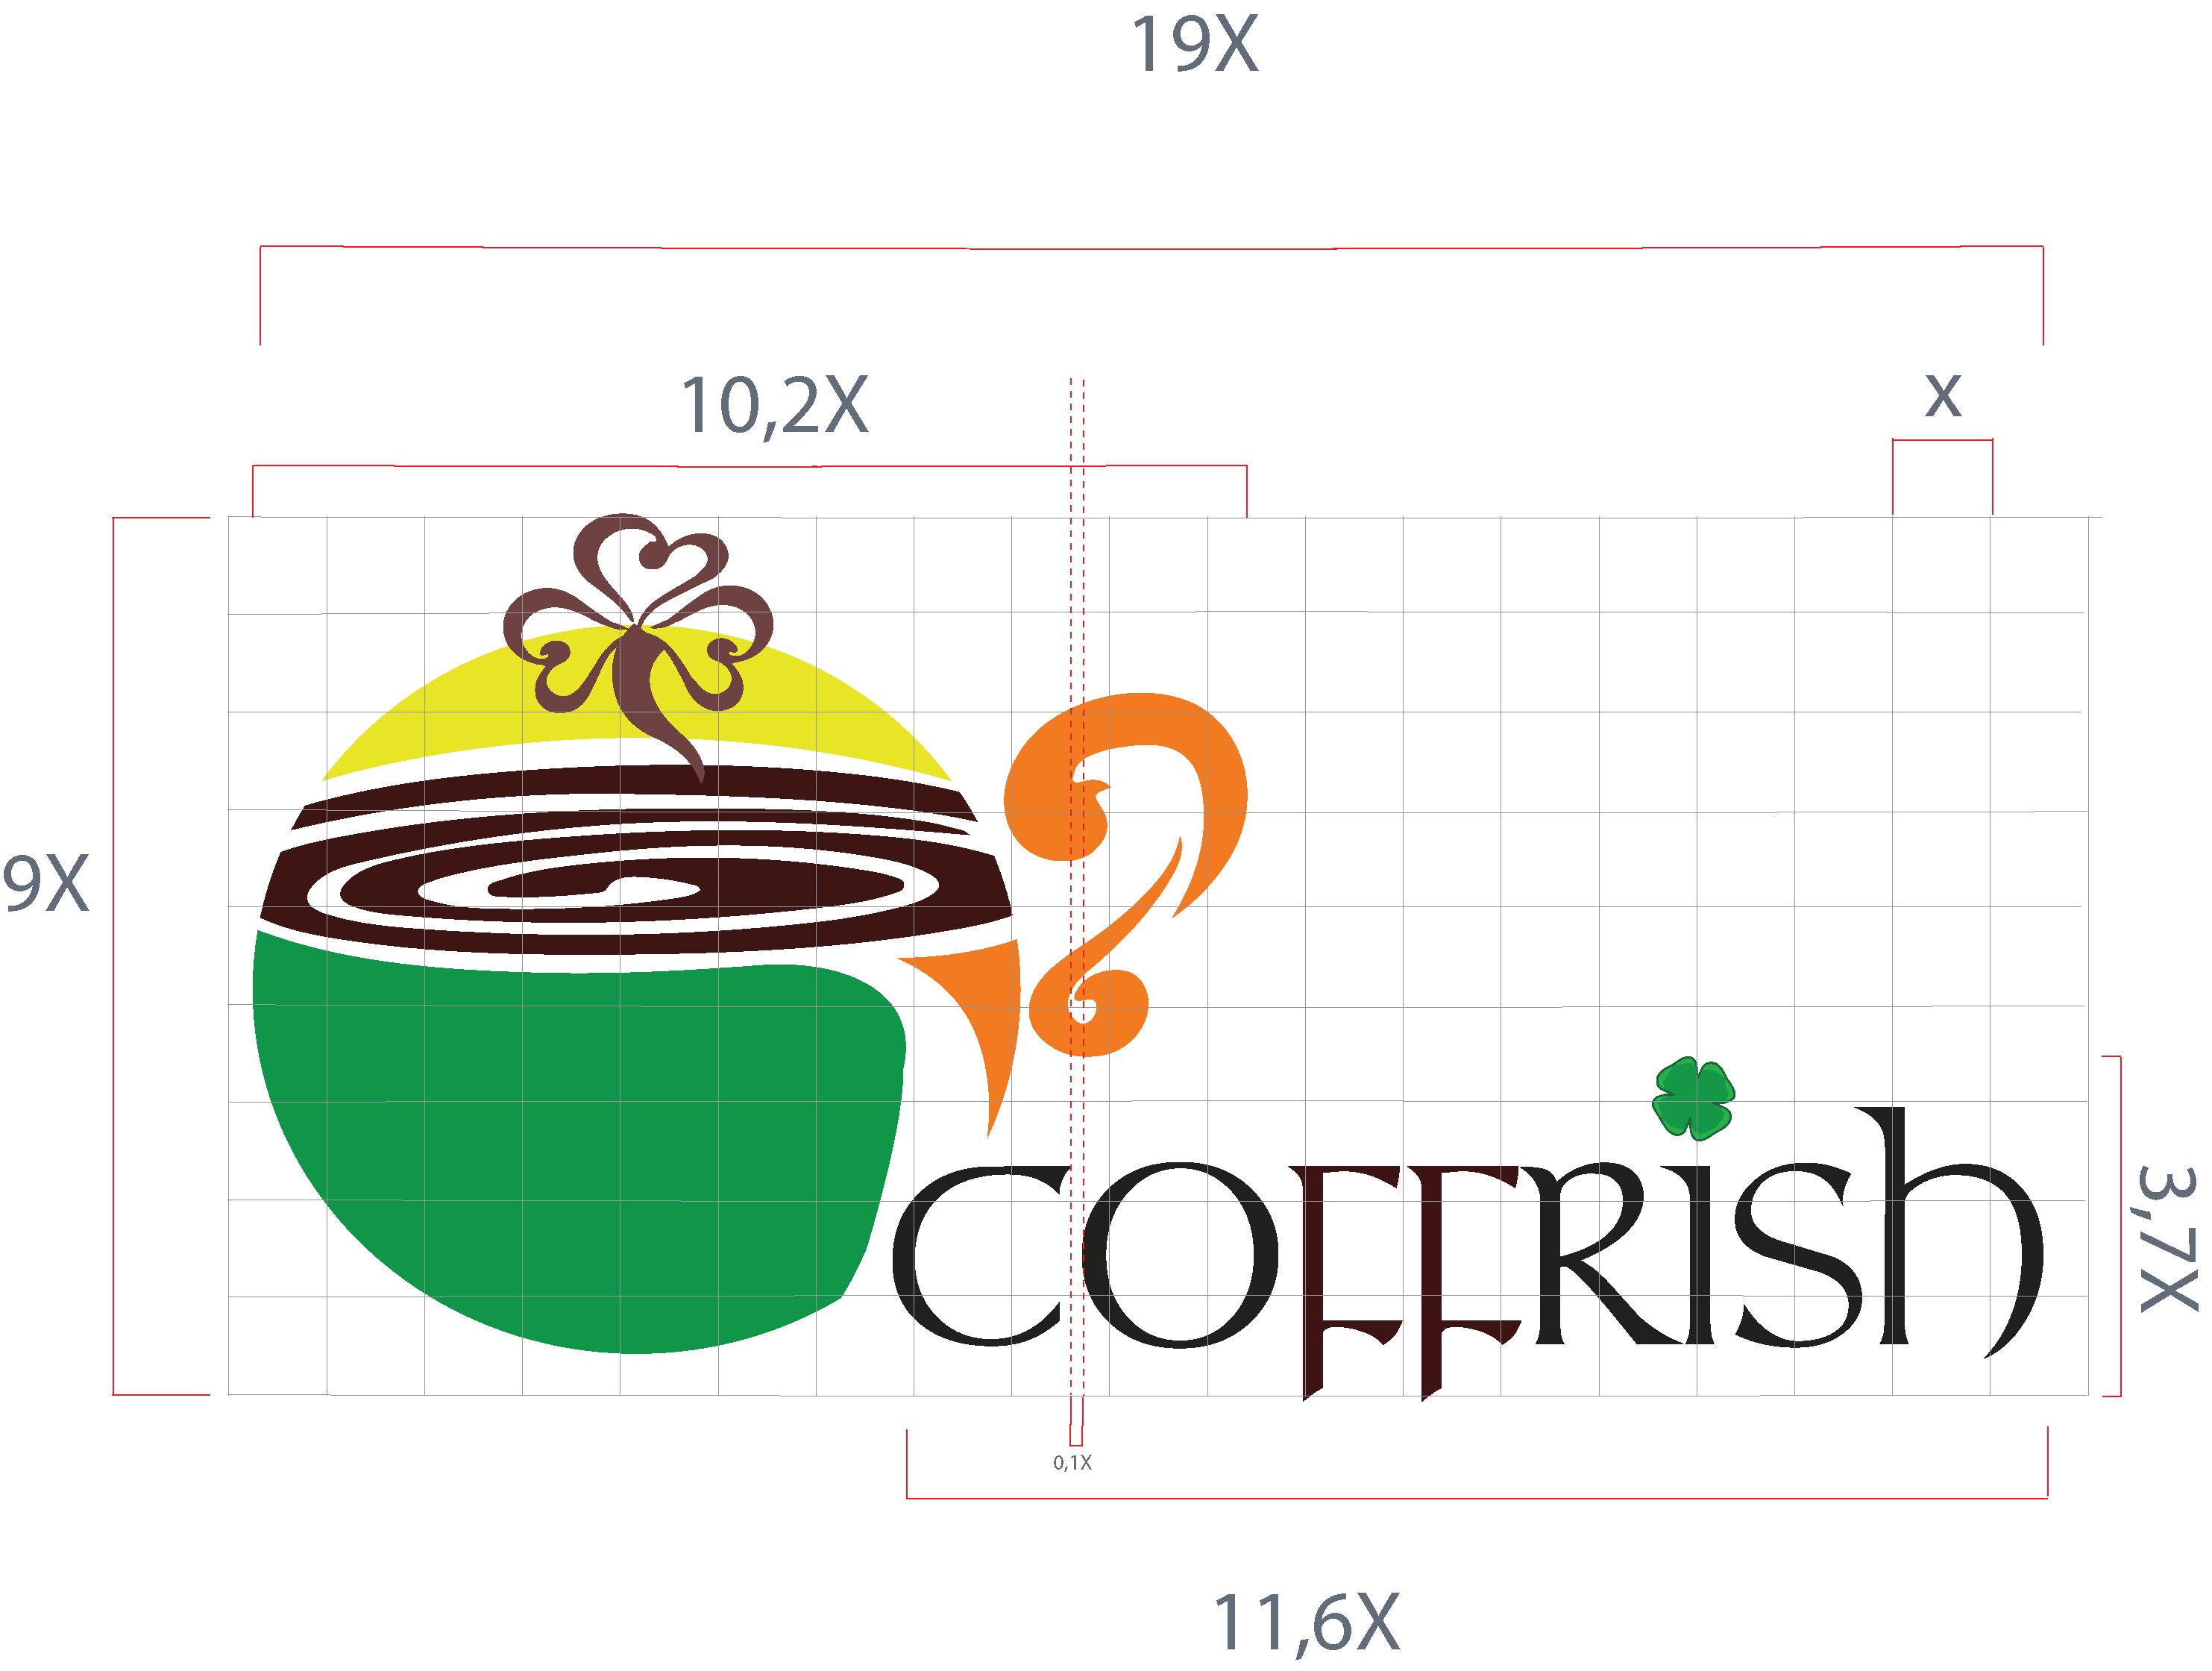 19X
10,2X
x
9X
3,7X
COFFRish
0,1X
11,6X